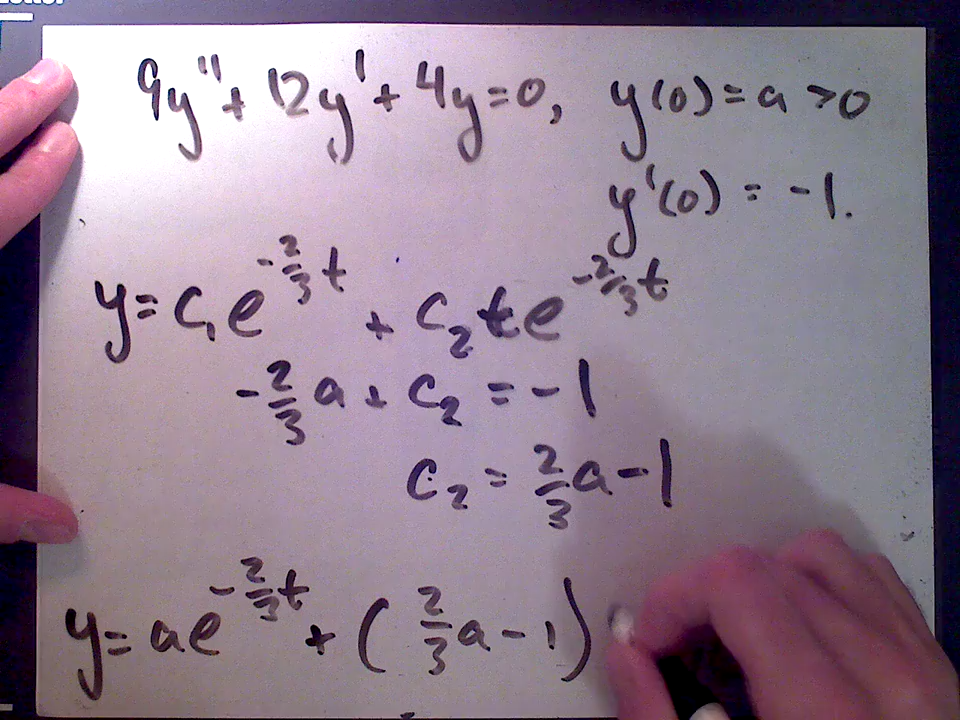 9y'' + 12y' + 4y = 0, y(0) = a > 0
y'(0) = -1.
y = c₁e^{-2/3 t} + c₂te^{-2/3 t}
-2/3 a + c₂ = -1
c₂ = 2/3 a - 1
y = ae^{-2/3 t} + (2/3 a - 1)